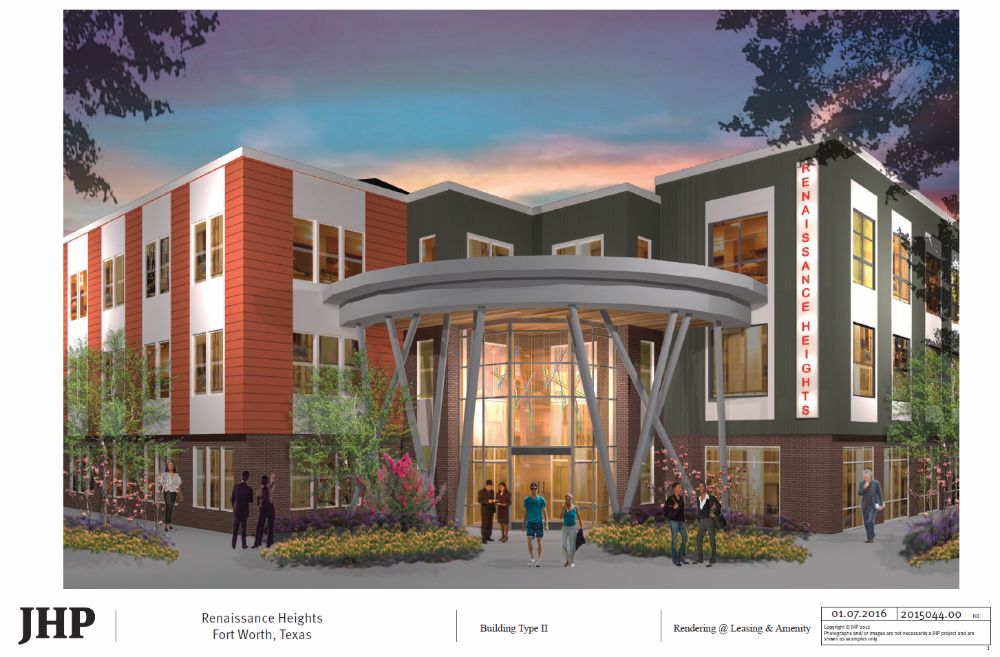 RENAISSANCE HEIGHTS
JHP
Renaissance Heights
Fort Worth, Texas
Building Type II
Rendering @ Leasing & Amenity
01.07.2016
2015044.00
nd
Copyright © JHP 2012
Photographs and/or images are not necessarily a JHP project and are
shown as examples only.
1